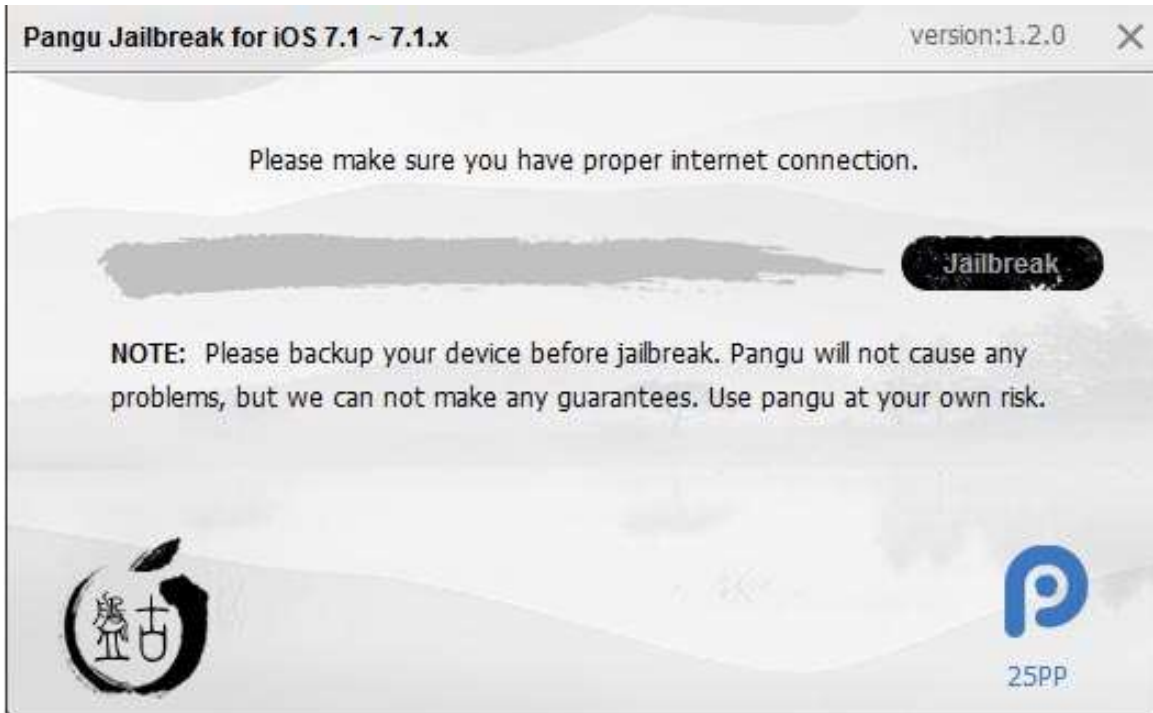 Pangu Jailbreak for iOS 7.1 ~ 7.1.x version:1.2.0
Please make sure you have proper internet connection.
Jailbreak
NOTE: Please backup your device before jailbreak. Pangu will not cause any
problems, but we can not make any guarantees. Use pangu at your own risk.
盤古
25PP